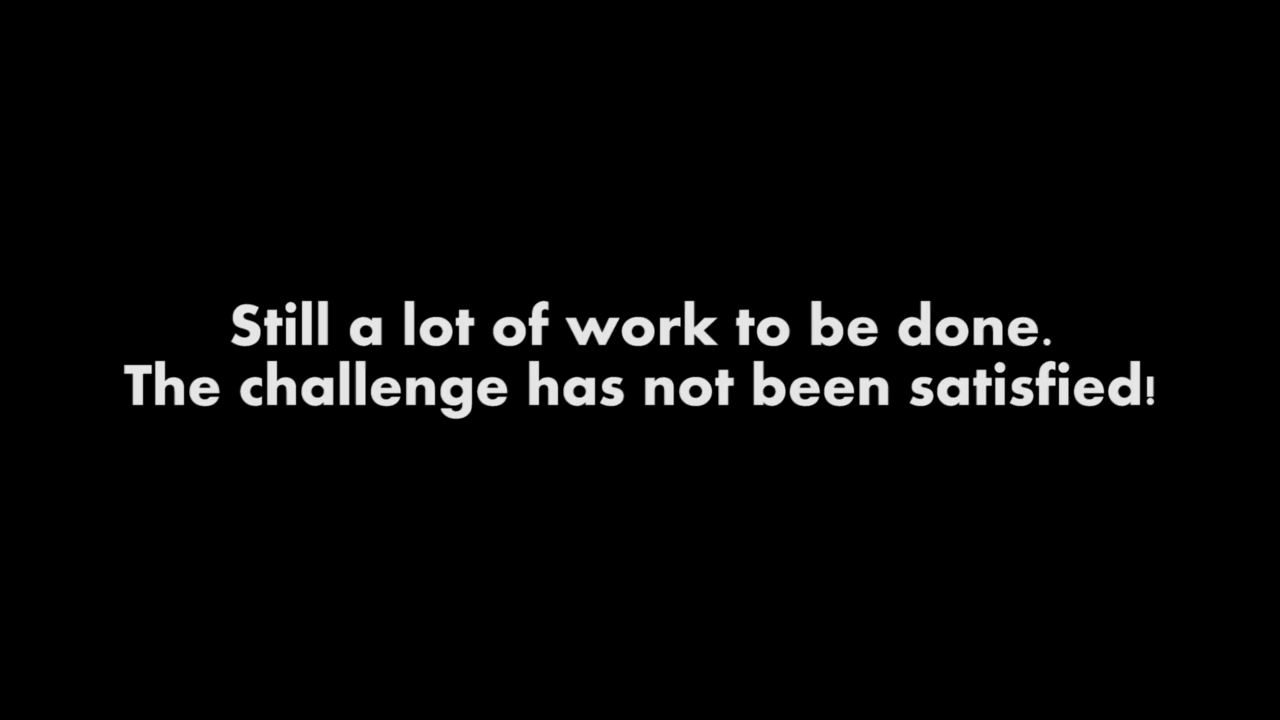 Still a lot of work to be done.
The challenge has not been satisfied!